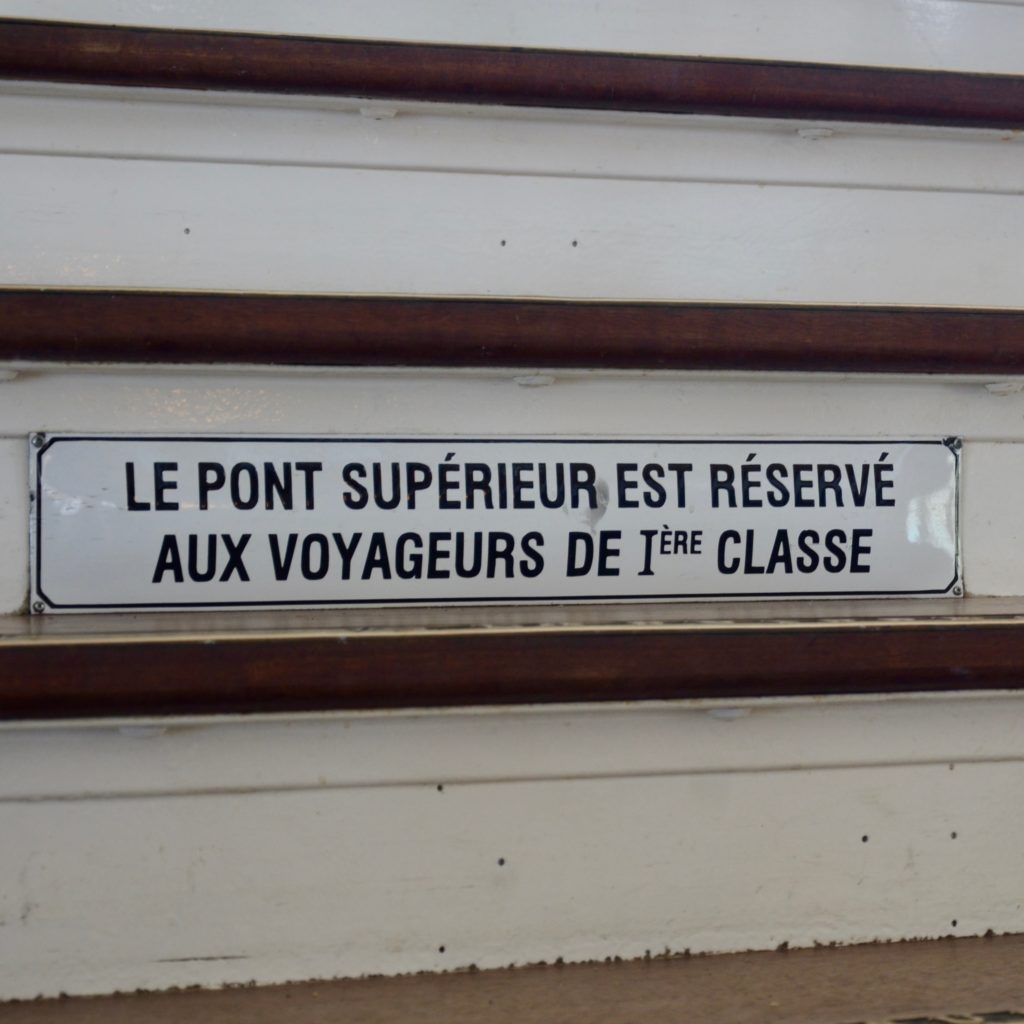 LE PONT SUPÉRIEUR EST RÉSERVÉ
AUX VOYAGEURS DE Iᴱ̀ᴿᴱ CLASSE